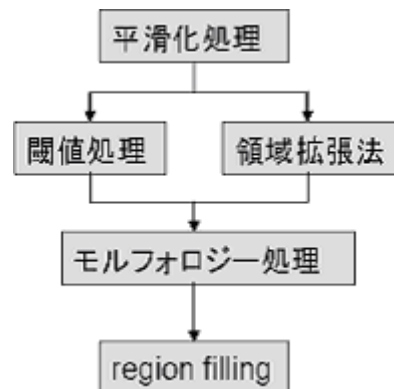 平滑化処理
閾値処理
領域拡張法
モルフォロジー処理
region filling